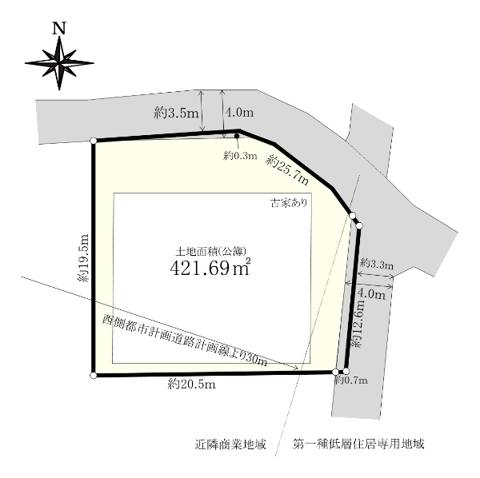 N
約3.5m
4.0m
約0.3m
約25.7m
古家あり
土地面積(公簿)
421.69㎡
約19.5m
約3.3m
4.0m
約12.6m
西側都市計画道路計画線より30m
約20.5m
約0.7m
近隣商業地域
第一種低層住居専用地域